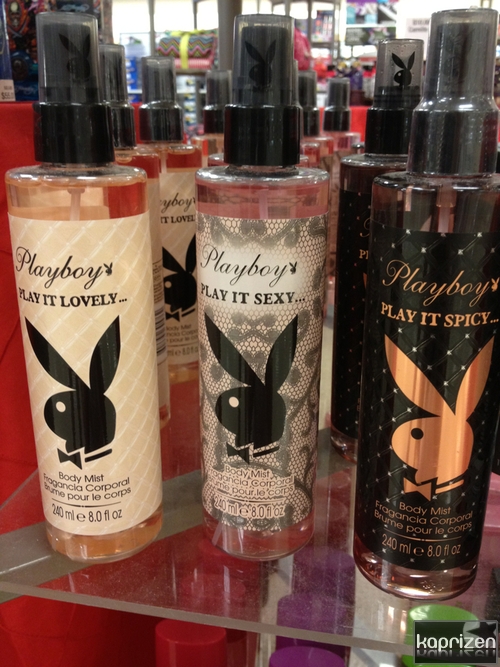 Playboy
PLAY IT LOVELY...
Body Mist
Fragancia Corporal
Brume pour le corps
240 ml e 8.0 fl oz
Playboy
PLAY IT SEXY...
Body Mist
Fragancia Corporal
Brume pour le corps
240 ml e 8.0 fl oz
Playboy
PLAY IT SPICY...
Body Mist
Fragancia Corporal
Brume pour le corps
240 ml e 8.0 fl oz
Body Mist
kaprizen